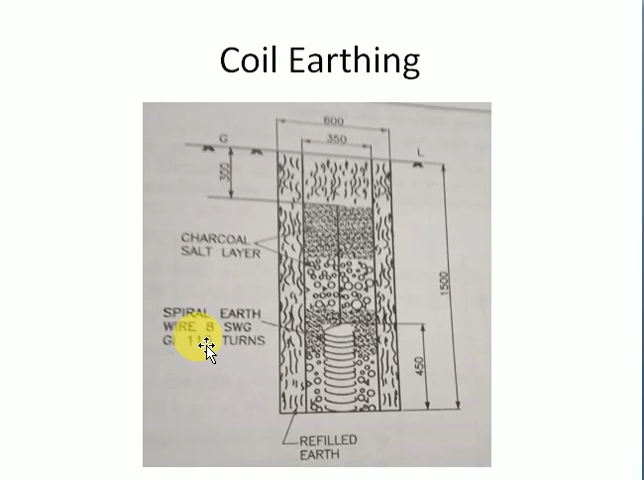 Coil Earthing
600
G
350
L
300
CHARCOAL
SALT LAYER
1500
SPIRAL EARTH
WIRE 8 SWG
TURNS
450
REFILLED
EARTH